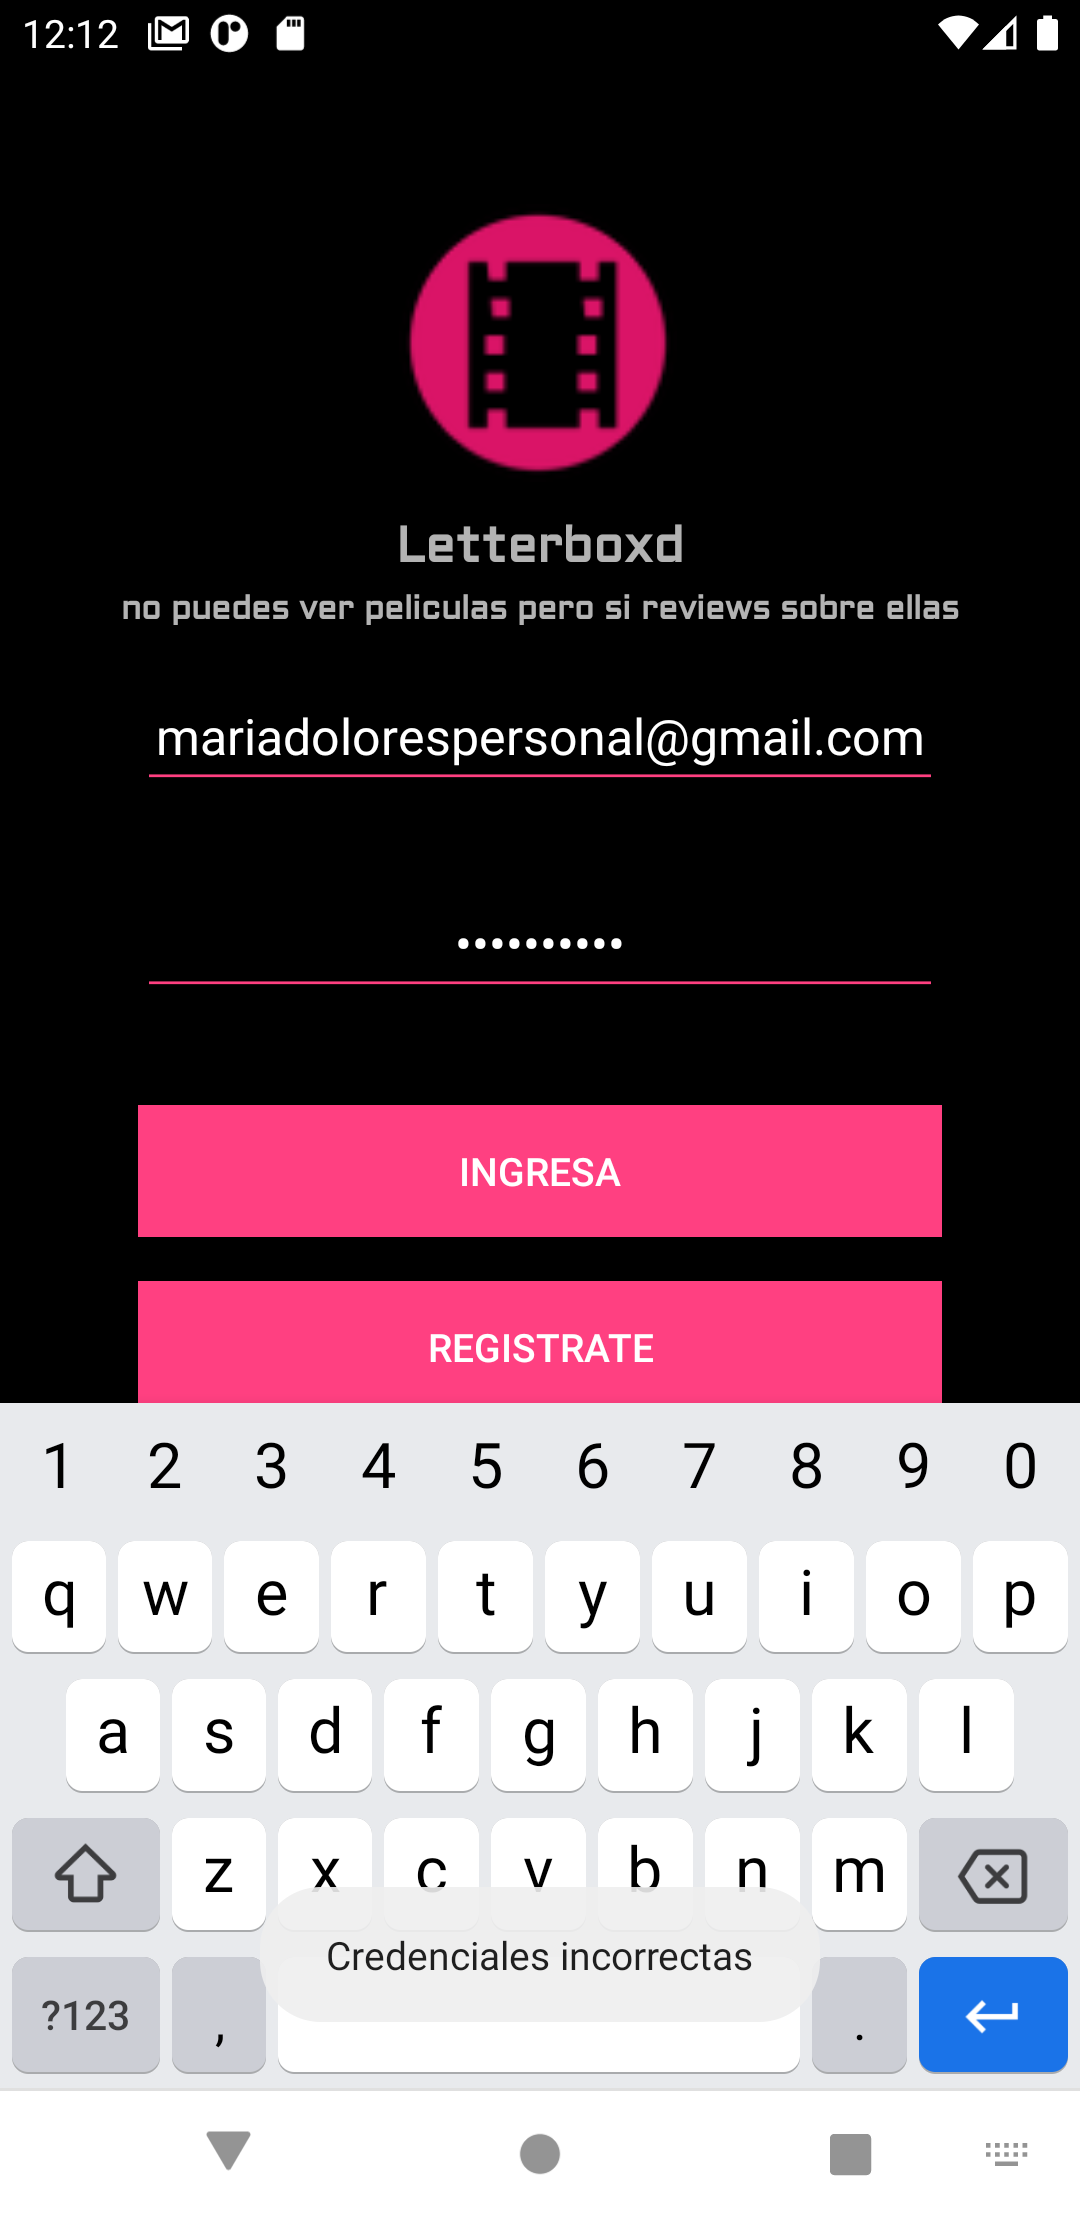 12:12
Letterboxd
no puedes ver peliculas pero si reviews sobre ellas
mariadolorespersonal@gmail.com
••••••••••
INGRESA
REGISTRATE
1 2 3 4 5 6 7 8 9 0
q w e r t y u i o p
a s d f g h j k l
z x c v b n m
Credenciales incorrectas
?123 , .